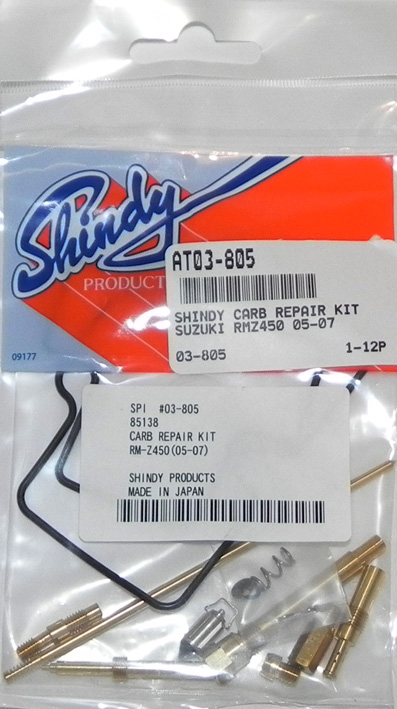 Shindy
PRODUCT
09177
AT03-805
SHINDY CARB REPAIR KIT
SUZUKI RMZ450 05-07
03-805 1-12P
SPI #03-805
85138
CARB REPAIR KIT
RM-Z450(05-07)
SHINDY PRODUCTS
MADE IN JAPAN